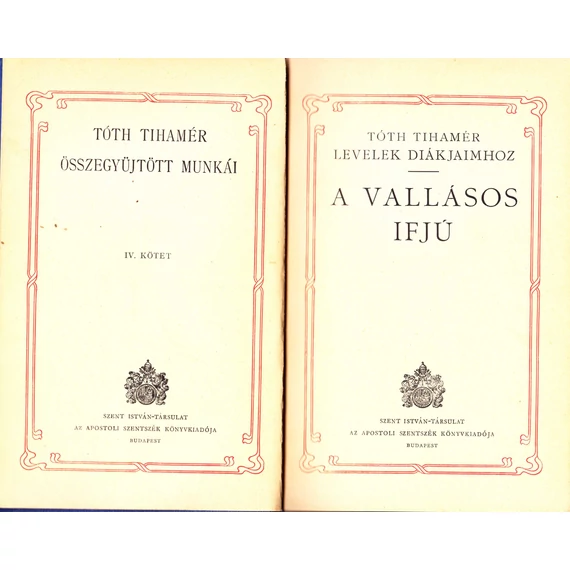 TÓTH TIHAMÉR
ÖSSZEGYÜJTÖTT MUNKÁI
IV. KÖTET
SZENT ISTVÁN-TÁRSULAT
AZ APOSTOLI SZENTSZÉK KÖNYVKIADÓJA
BUDAPEST
TÓTH TIHAMÉR
LEVELEK DIÁKJAIMHOZ
A VALLÁSOS
IFJÚ
SZENT ISTVÁN-TÁRSULAT
AZ APOSTOLI SZENTSZÉK KÖNYVKIADÓJA
BUDAPEST